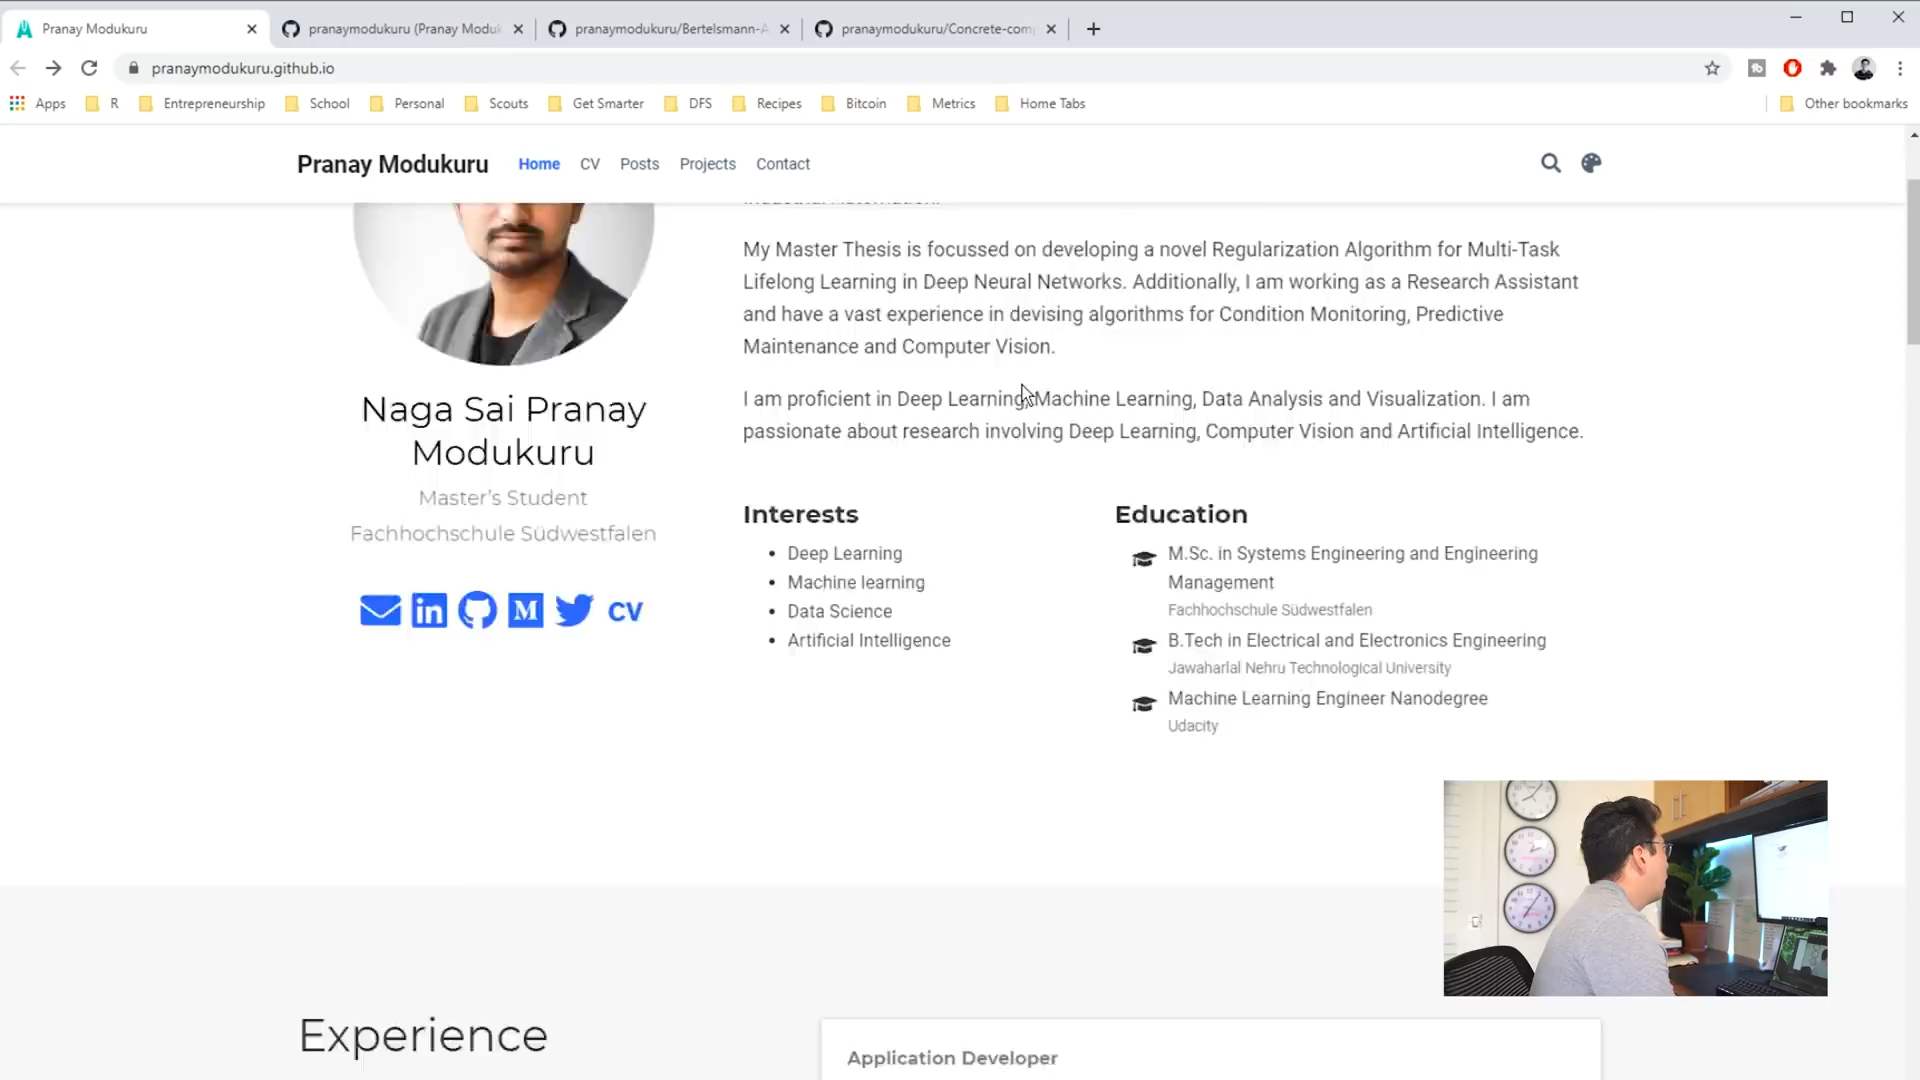 Pranay Modukuru
pranaymodukuru (Pranay Moduk
pranaymodukuru/Bertelsmann-A
pranaymodukuru/Concrete-com
pranaymodukuru.github.io
Apps
R
Entrepreneurship
School
Personal
Scouts
Get Smarter
DFS
Recipes
Bitcoin
Metrics
Home Tabs
Other bookmarks
Pranay Modukuru
Home
CV
Posts
Projects
Contact
My Master Thesis is focussed on developing a novel Regularization Algorithm for Multi-Task
Lifelong Learning in Deep Neural Networks. Additionally, I am working as a Research Assistant
and have a vast experience in devising algorithms for Condition Monitoring, Predictive
Maintenance and Computer Vision.
I am proficient in Deep Learning, Machine Learning, Data Analysis and Visualization. I am
passionate about research involving Deep Learning, Computer Vision and Artificial Intelligence.
Naga Sai Pranay
Modukuru
Master's Student
Fachhochschule Südwestfalen
CV
Interests
Deep Learning
Machine learning
Data Science
Artificial Intelligence
Education
M.Sc. in Systems Engineering and Engineering
Management
Fachhochschule Südwestfalen
B.Tech in Electrical and Electronics Engineering
Jawaharlal Nehru Technological University
Machine Learning Engineer Nanodegree
Udacity
Experience
Application Developer